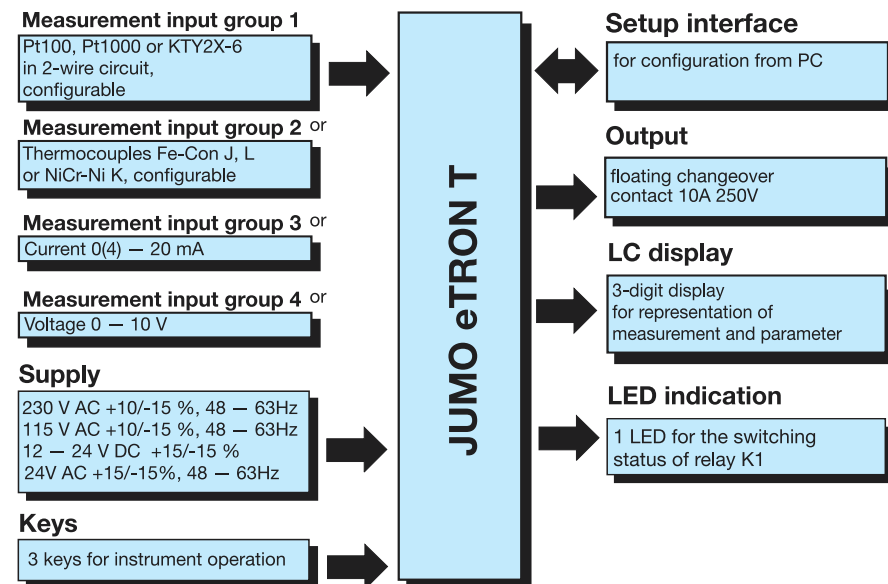 Measurement input group 1
Pt100, Pt1000 or KTY2X-6
in 2-wire circuit,
configurable
Measurement input group 2 or
Thermocouples Fe-Con J, L
or NiCr-Ni K, configurable
Measurement input group 3 or
Current 0(4) — 20 mA
Measurement input group 4 or
Voltage 0 — 10 V
Supply
230 V AC +10/-15 %, 48 — 63Hz
115 V AC +10/-15 %, 48 — 63Hz
12 — 24 V DC +15/-15 %
24V AC +15/-15%, 48 — 63Hz
Keys
3 keys for instrument operation
JUMO eTRON T
Setup interface
for configuration from PC
Output
floating changeover
contact 10A 250V
LC display
3-digit display
for representation of
measurement and parameter
LED indication
1 LED for the switching
status of relay K1